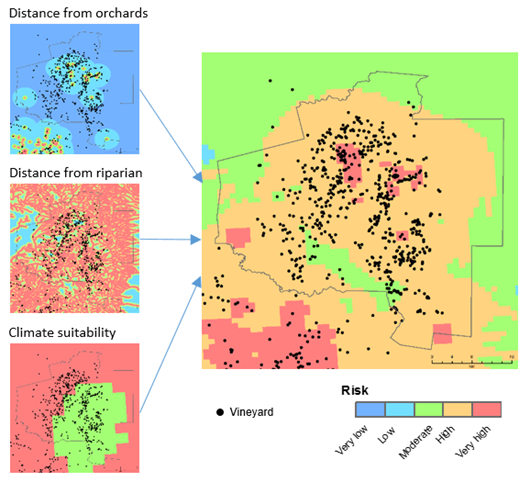 Distance from orchards
Distance from riparian
Climate suitability
Vineyard
Risk
Very low
Low
Moderate
High
Very high